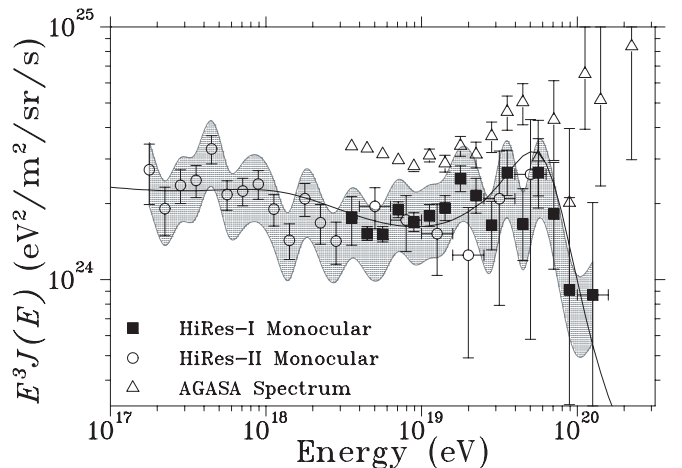 10^25
10^24
E^3 J(E) (eV^2/m^2/sr/s)
HiRes-I Monocular
HiRes-II Monocular
AGASA Spectrum
10^17 10^18 10^19 10^20
Energy (eV)